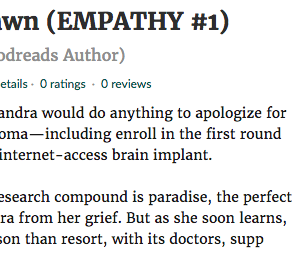 wn (EMPATHY #1)
odreads Author)
etails · 0 ratings · 0 reviews
andra would do anything to apologize for
oma—including enroll in the first round
internet-access brain implant.
esearch compound is paradise, the perfect
ra from her grief. But as she soon learns,
son than resort, with its doctors, supp